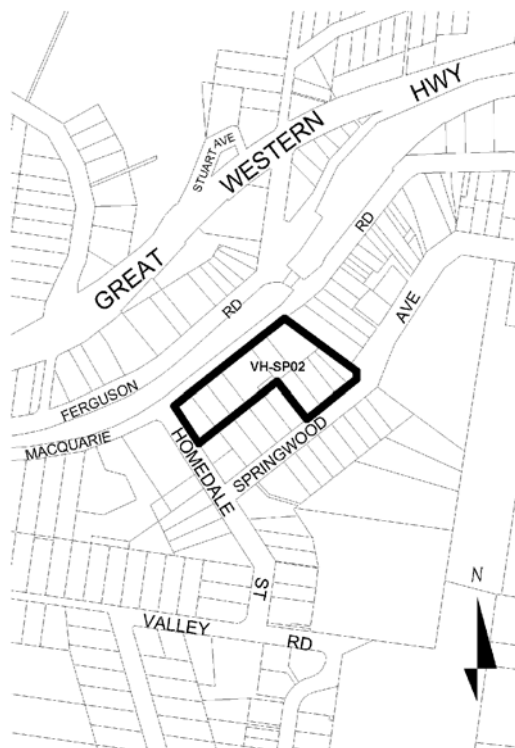 HWY
WESTERN
STUART AVE
GREAT
RD
RD
AVE
VH-SP02
FERGUSON
MACQUARIE
HOMEDALE
SPRINGWOOD
ST
N
VALLEY
RD